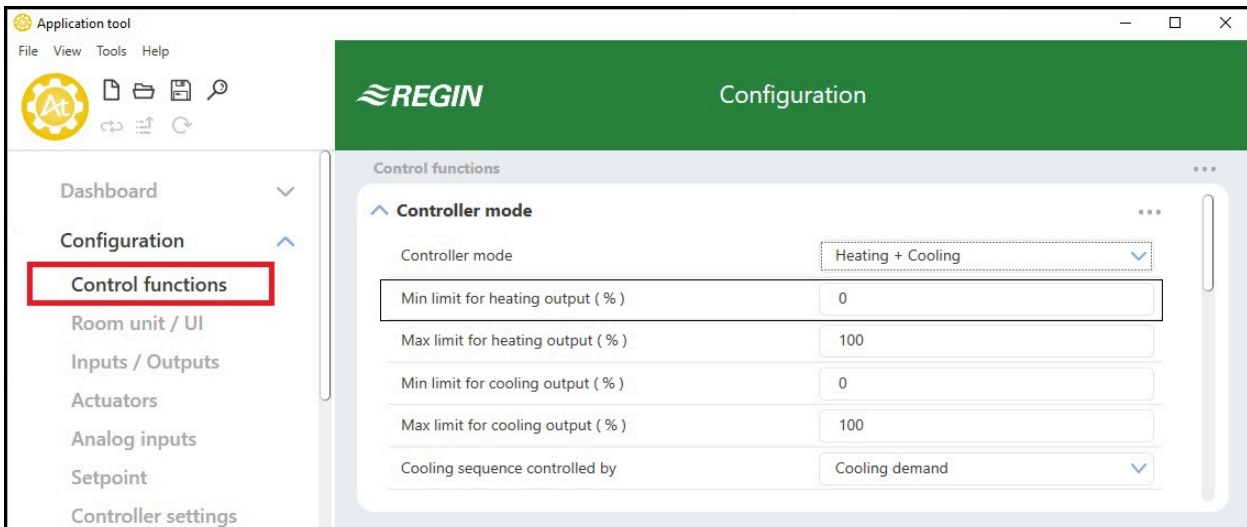 Application tool
File View Tools Help
At
REGIN
Configuration
Dashboard
Configuration
Control functions
Room unit / UI
Inputs / Outputs
Actuators
Analog inputs
Setpoint
Controller settings
Control functions
Controller mode
Controller mode Heating + Cooling
Min limit for heating output ( % ) 0
Max limit for heating output ( % ) 100
Min limit for cooling output ( % ) 0
Max limit for cooling output ( % ) 100
Cooling sequence controlled by Cooling demand